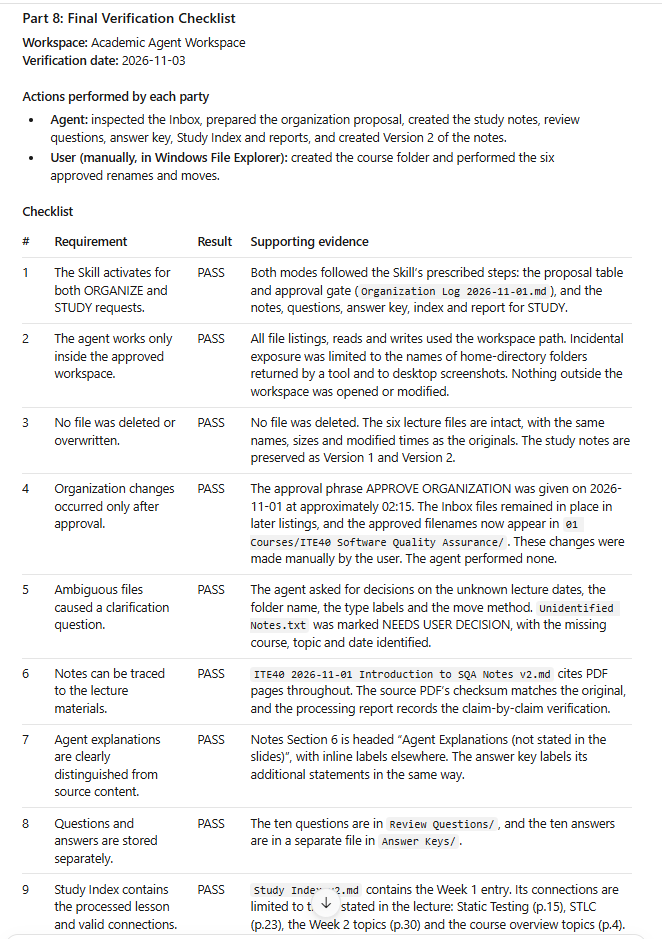 Part 8: Final Verification Checklist
Workspace: Academic Agent Workspace
Verification date: 2026-11-03
Actions performed by each party
• Agent: inspected the Inbox, prepared the organization proposal, created the study notes, review
questions, answer key, Study Index and reports, and created Version 2 of the notes.
• User (manually, in Windows File Explorer): created the course folder and performed the six
approved renames and moves.
Checklist
# Requirement Result Supporting evidence
1 The Skill activates for PASS Both modes followed the Skill's prescribed steps: the proposal table
both ORGANIZE and and approval gate (Organization Log 2026-11-01.md), and the
STUDY requests. notes, questions, answer key, index and report for STUDY.
2 The agent works only PASS All file listings, reads and writes used the workspace path. Incidental
inside the approved exposure was limited to the names of home-directory folders
workspace. returned by a tool and to desktop screenshots. Nothing outside the
workspace was opened or modified.
3 No file was deleted or PASS No file was deleted. The six lecture files are intact, with the same
overwritten. names, sizes and modified times as the originals. The study notes are
preserved as Version 1 and Version 2.
4 Organization changes PASS The approval phrase APPROVE ORGANIZATION was given on 2026-
occurred only after 11-01 at approximately 02:15. The Inbox files remained in place in
approval. later listings, and the approved filenames now appear in 01
Courses/ITE40 Software Quality Assurance/. These changes were
made manually by the user. The agent performed none.
5 Ambiguous files PASS The agent asked for decisions on the unknown lecture dates, the
caused a clarification folder name, the type labels and the move method. Unidentified
question. Notes.txt was marked NEEDS USER DECISION, with the missing
course, topic and date identified.
6 Notes can be traced PASS ITE40 2026-11-01 Introduction to SQA Notes v2.md cites PDF
to the lecture pages throughout. The source PDF's checksum matches the original,
materials. and the processing report records the claim-by-claim verification.
7 Agent explanations PASS Notes Section 6 is headed “Agent Explanations (not stated in the
are clearly slides)”, with inline labels elsewhere. The answer key labels its
distinguished from additional statements in the same way.
source content.
8 Questions and PASS The ten questions are in Review Questions/, and the ten answers
answers are stored are in a separate file in Answer Keys/.
separately.
9 Study Index contains PASS Study Index v2.md contains the Week 1 entry. Its connections are
the processed lesson limited to stated in the lecture: Static Testing (p.15), STLC
and valid connections. (p.23), the Week 2 topics (p.30) and the course overview topics (p.4).